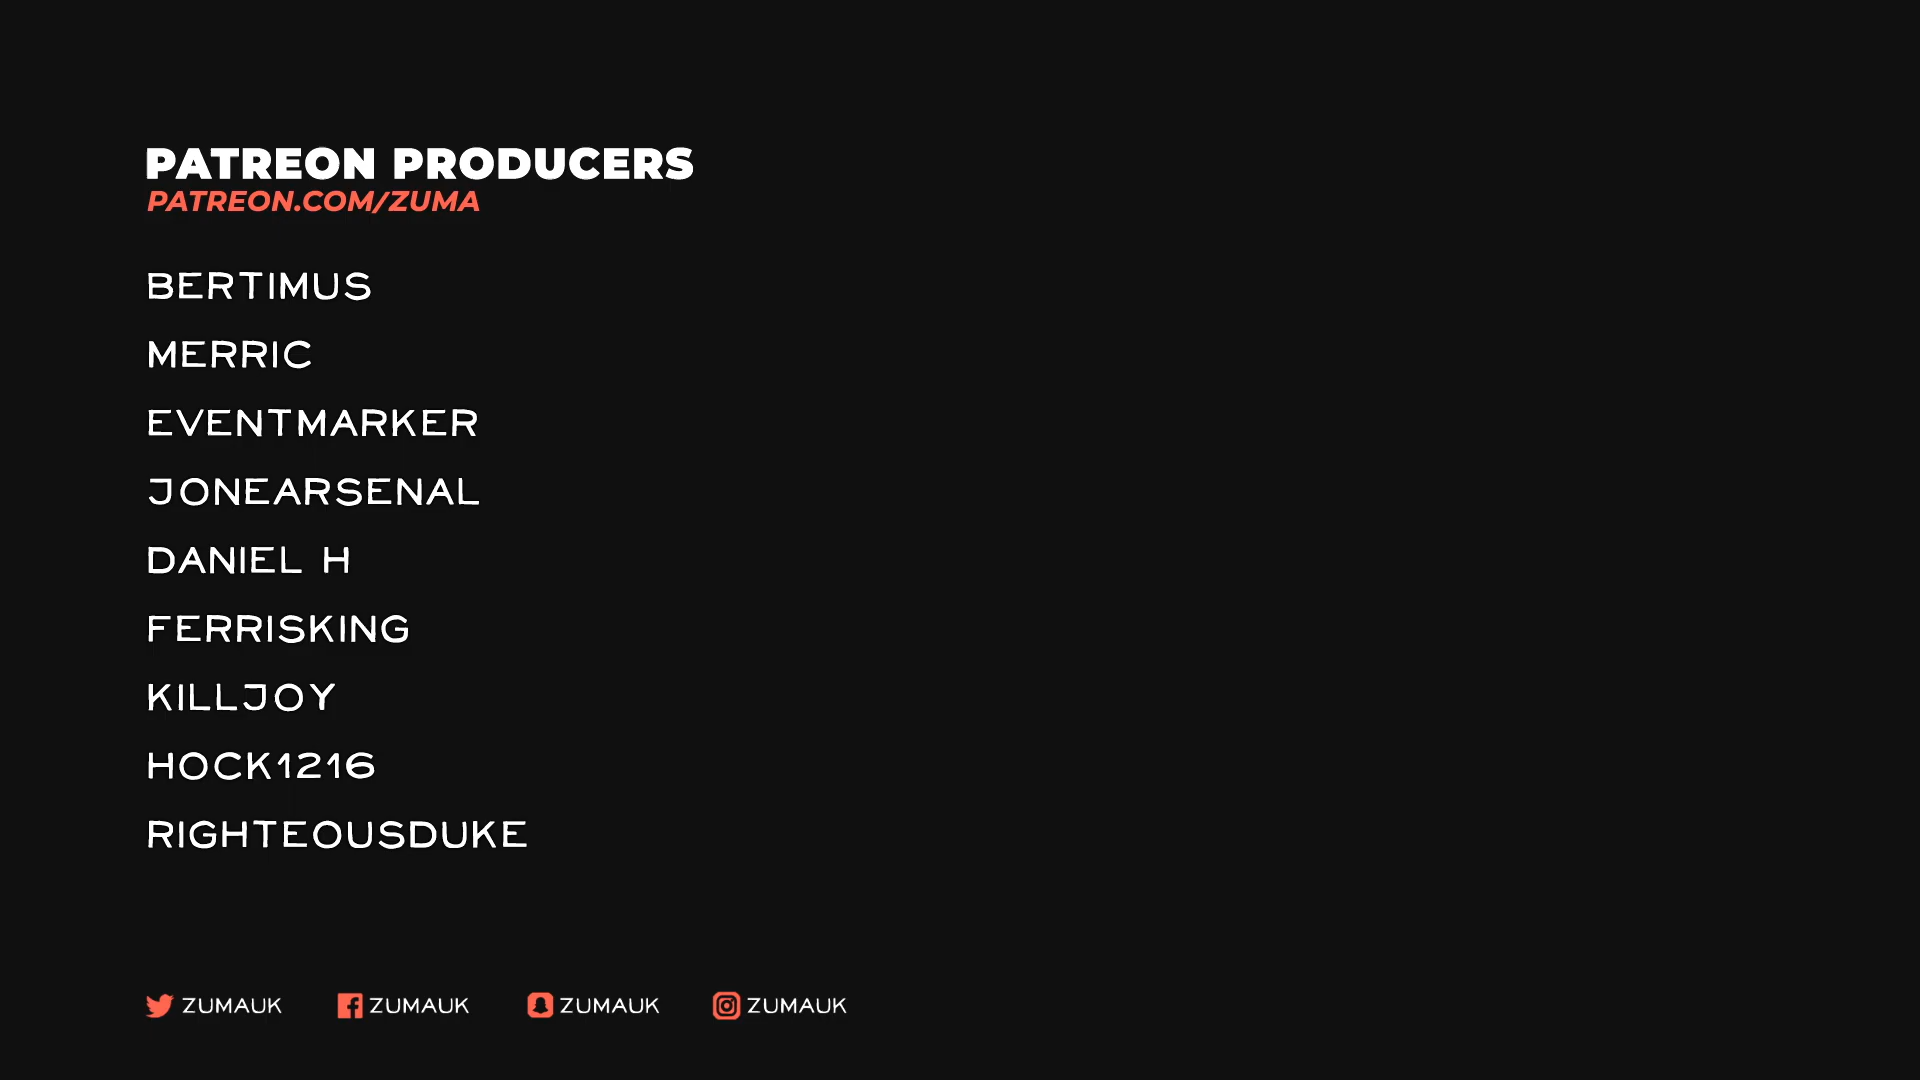 PATREON PRODUCERS
PATREON.COM/ZUMA
BERTIMUS
MERRIC
EVENTMARKER
JONEARSENAL
DANIEL H
FERRISKING
KILLJOY
HOCK1216
RIGHTEOUSDUKE
ZUMAUK ZUMAUK ZUMAUK ZUMAUK